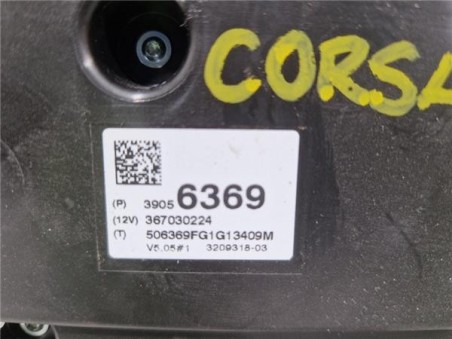 CORSA
(P) 3905 6369
(12V) 367030224
(T) 506369FG1G13409M
V5.05#1 3209318-03